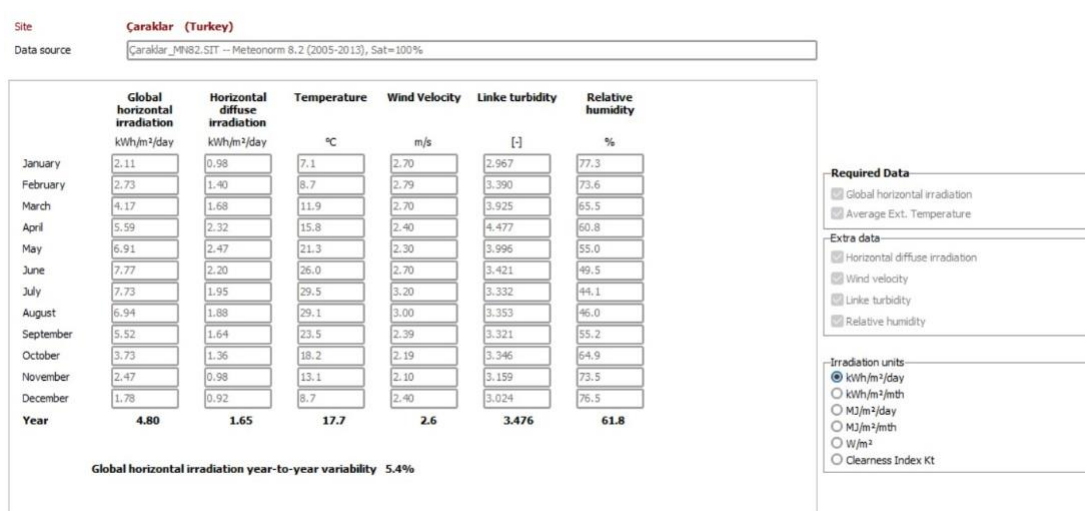 Site Çaraklar (Turkey)
Data source Çaraklar_MN82.SIT -- Meteonorm 8.2 (2005-2013), Sat=100%
Global horizontal irradiation Horizontal diffuse irradiation Temperature Wind Velocity Linke turbidity Relative humidity
kWh/m²/day kWh/m²/day °C m/s [-] %
January 2.11 0.98 7.1 2.70 2.967 77.3
February 2.73 1.40 8.7 2.79 3.390 73.6
March 4.17 1.68 11.9 2.70 3.925 65.5
April 5.59 2.32 15.8 2.40 4.477 60.8
May 6.91 2.47 21.3 2.30 3.996 55.0
June 7.77 2.20 26.0 2.70 3.421 49.5
July 7.73 1.95 29.5 3.20 3.332 44.1
August 6.94 1.88 29.1 3.00 3.353 46.0
September 5.52 1.64 23.5 2.39 3.321 55.2
October 3.73 1.36 18.2 2.19 3.346 64.9
November 2.47 0.98 13.1 2.10 3.159 73.5
December 1.78 0.92 8.7 2.40 3.024 76.5
Year 4.80 1.65 17.7 2.6 3.476 61.8
Global horizontal irradiation year-to-year variability 5.4%
Required Data
Global horizontal irradiation
Average Ext. Temperature
Extra data
Horizontal diffuse irradiation
Wind velocity
Linke turbidity
Relative humidity
Irradiation units
kWh/m²/day
kWh/m²/mth
MJ/m²/day
MJ/m²/mth
W/m²
Clearness Index Kt